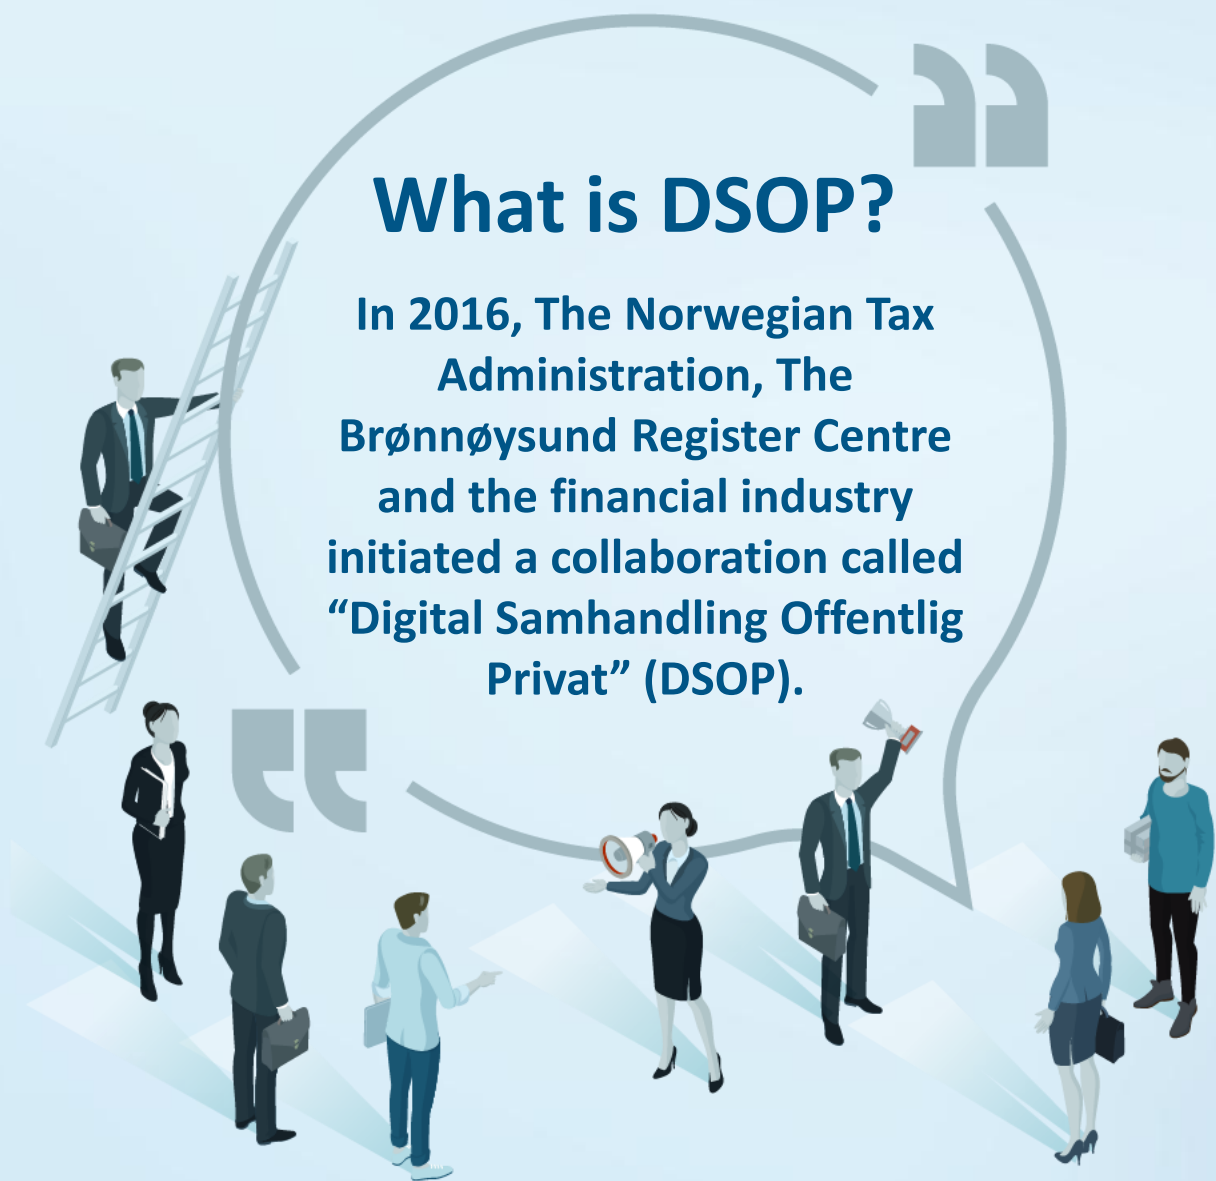 What is DSOP?
In 2016, The Norwegian Tax
Administration, The
Brønnøysund Register Centre
and the financial industry
initiated a collaboration called
“Digital Samhandling Offentlig
Privat” (DSOP).